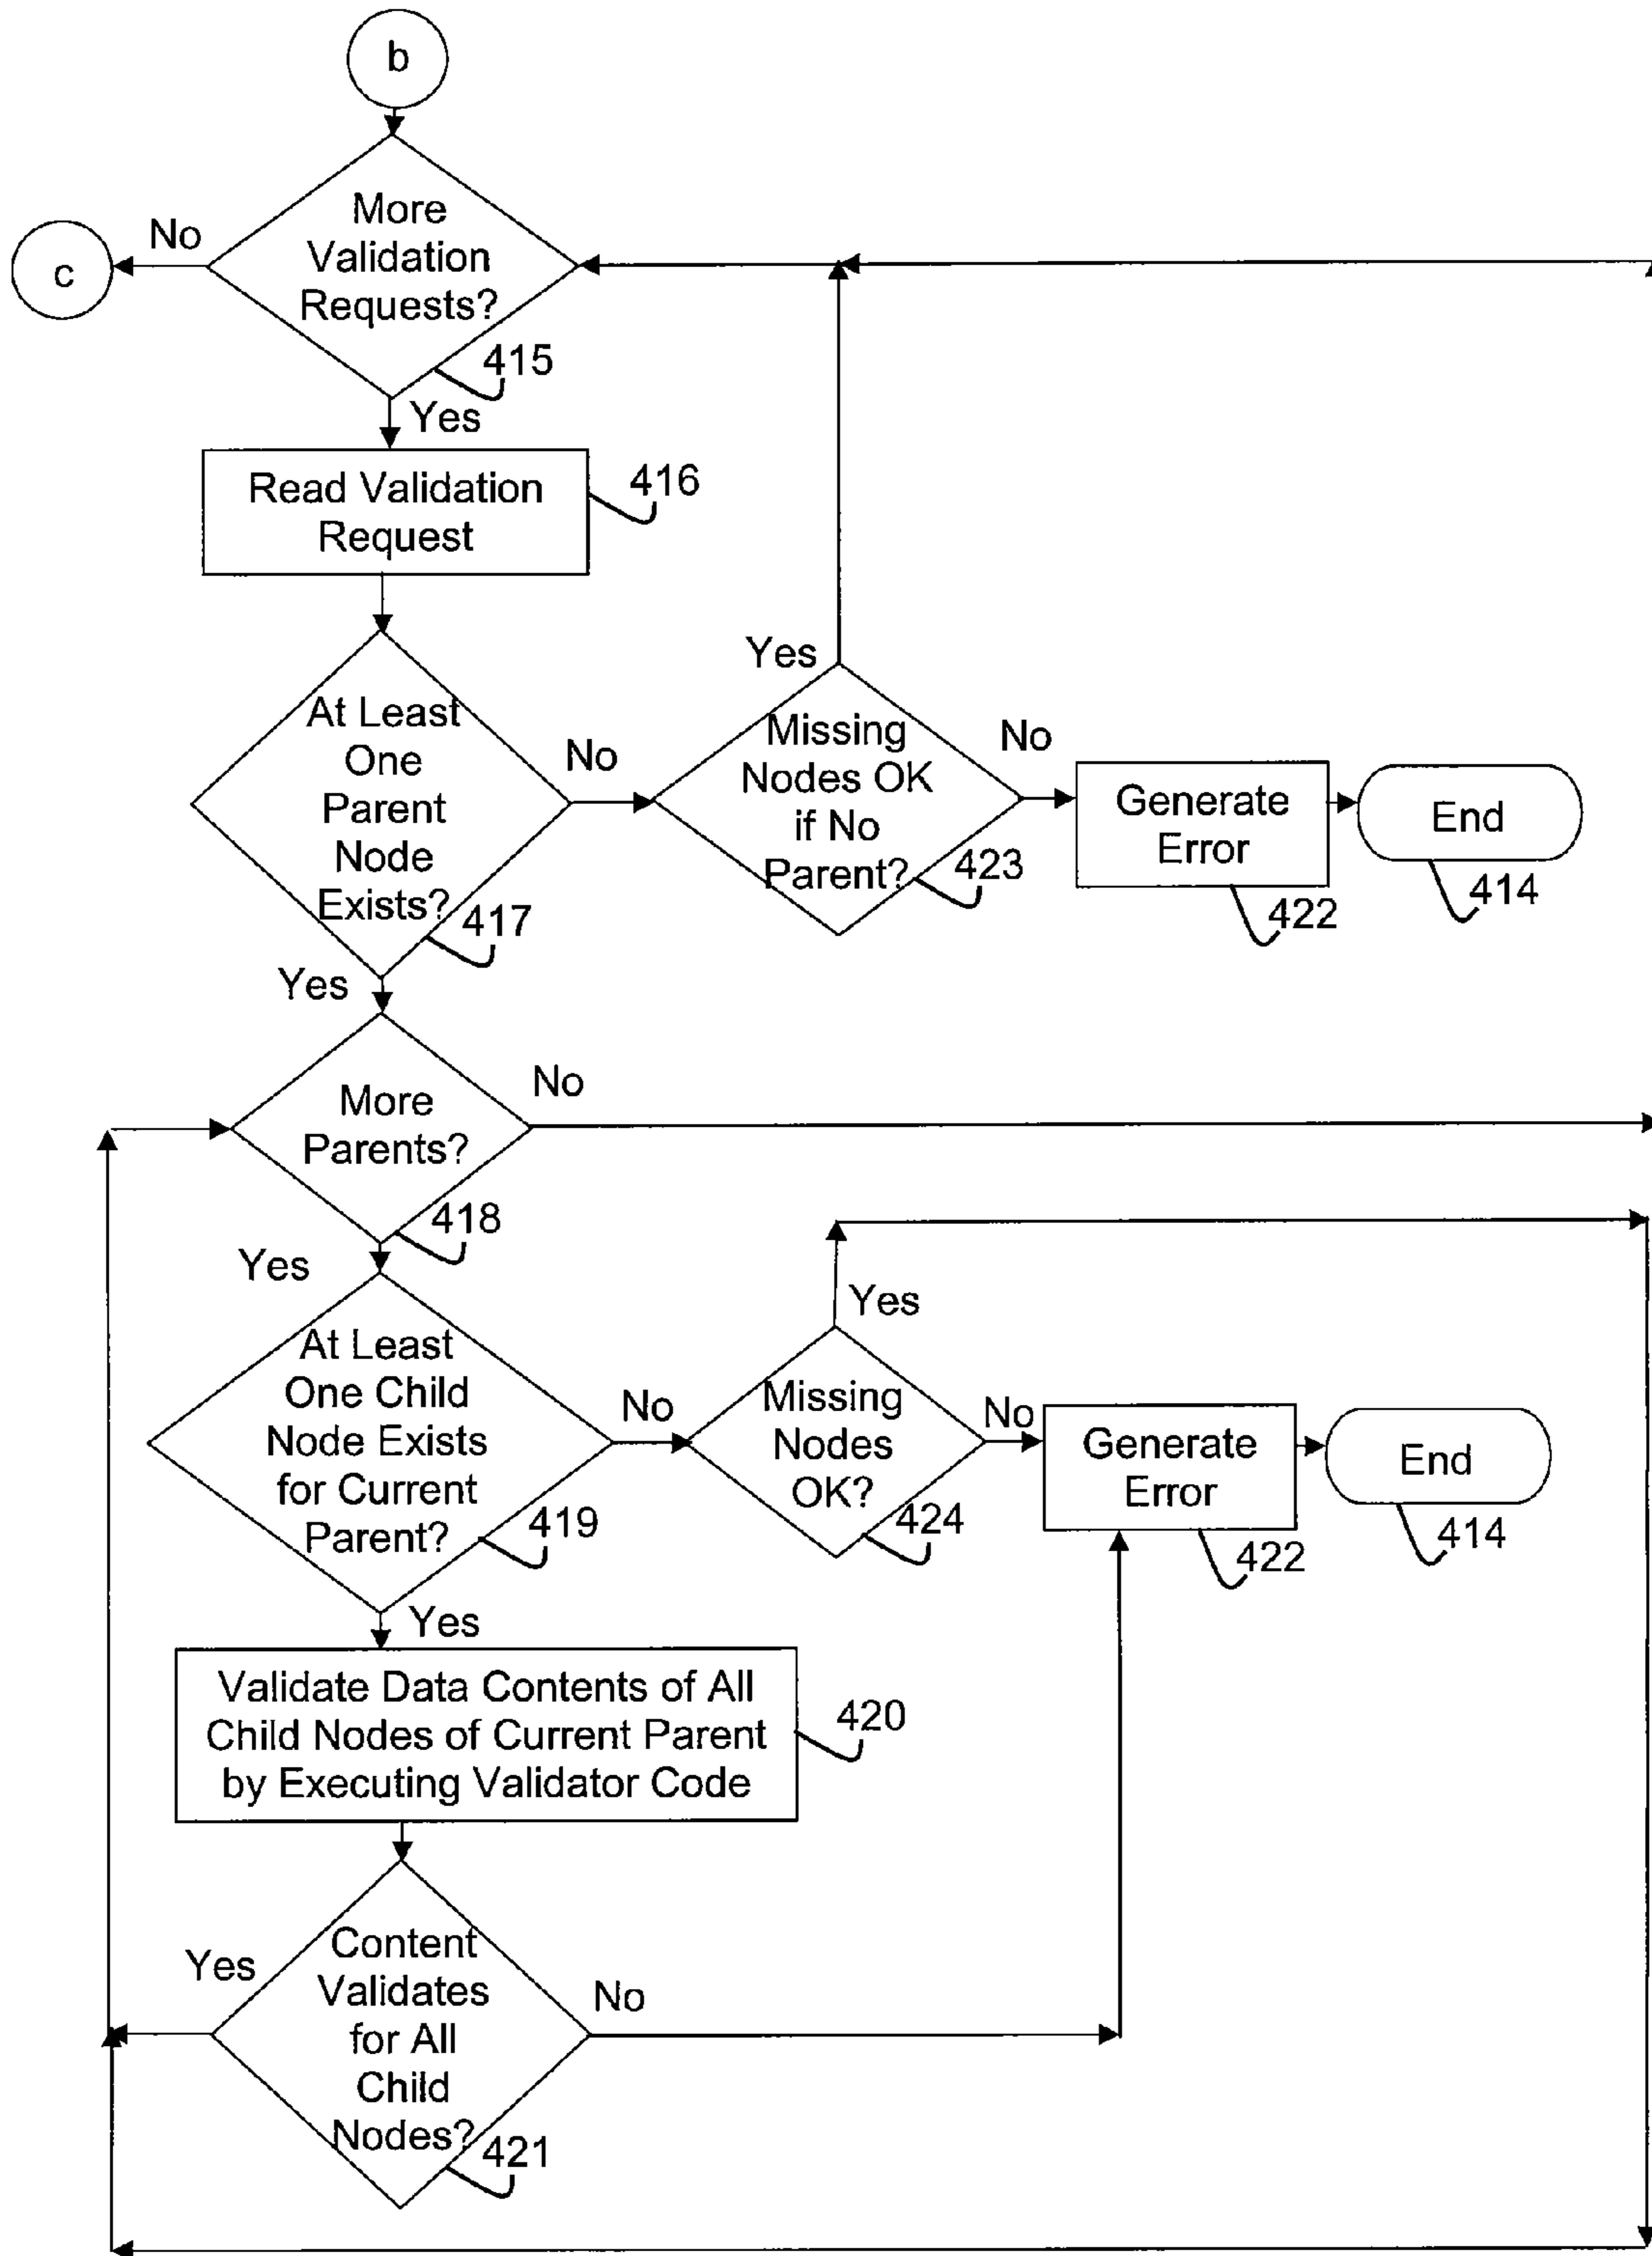 b
More
Validation
Requests?
No
c
415
Yes
Read Validation
Request
416
At Least
One
Parent
Node
Exists?
417
No
Yes
Missing
Nodes OK
if No
Parent?
423
No
Generate
Error
422
End
414
Yes
More
Parents?
No
418
Yes
At Least
One Child
Node Exists
for Current
Parent?
419
No
Yes
Missing
Nodes
OK?
424
No
Generate
Error
422
End
414
Yes
Validate Data Contents of All
Child Nodes of Current Parent
by Executing Validator Code
420
Yes
Content
Validates
for All
Child
Nodes?
421
No